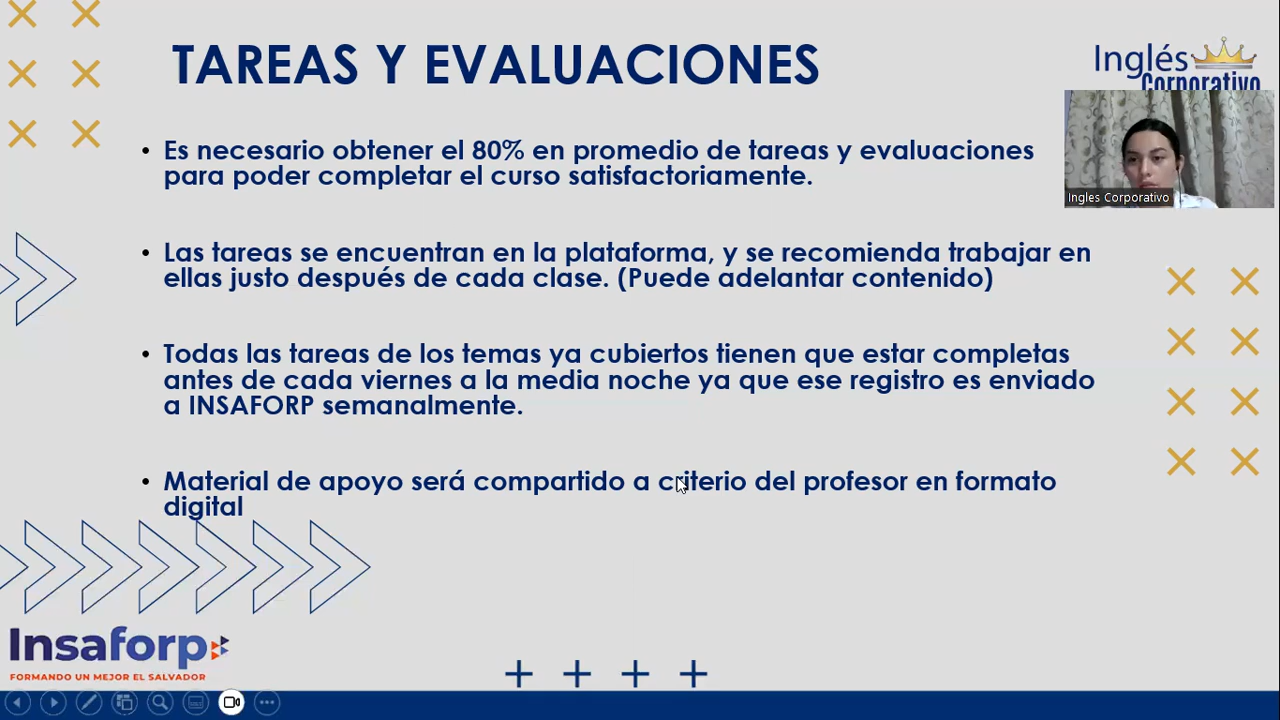 TAREAS Y EVALUACIONES
Inglés
Corporativo
• Es necesario obtener el 80% en promedio de tareas y evaluaciones
para poder completar el curso satisfactoriamente.
Ingles Corporativo
• Las tareas se encuentran en la plataforma, y se recomienda trabajar en
ellas justo después de cada clase. (Puede adelantar contenido)
• Todas las tareas de los temas ya cubiertos tienen que estar completas
antes de cada viernes a la media noche ya que ese registro es enviado
a INSAFORP semanalmente.
• Material de apoyo será compartido a criterio del profesor en formato
digital
Insaforp
FORMANDO UN MEJOR EL SALVADOR